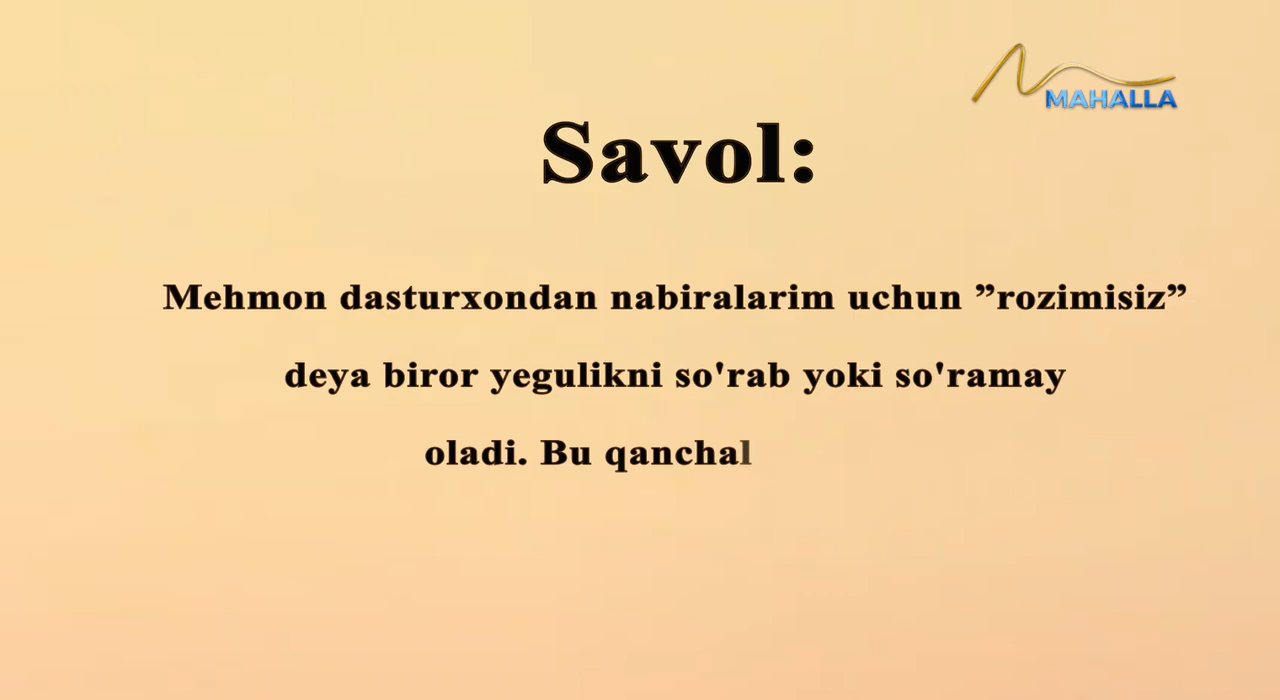 MAHALLA
Savol:
Mehmon dasturxondan nabiralarim uchun ”rozimisiz”
deya biror yegulikni so'rab yoki so'ramay
oladi. Bu qanchal